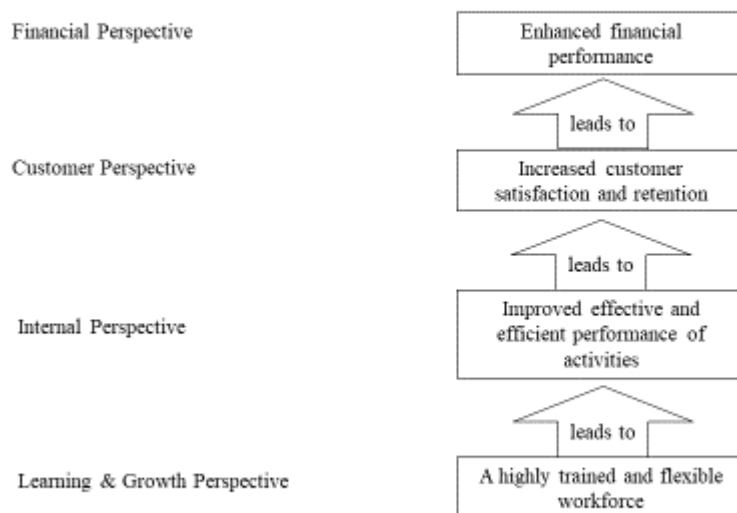 Financial Perspective
Enhanced financial
performance
leads to
Customer Perspective
Increased customer
satisfaction and retention
leads to
Internal Perspective
Improved effective and
efficient performance of
activities
leads to
Learning & Growth Perspective
A highly trained and flexible
workforce